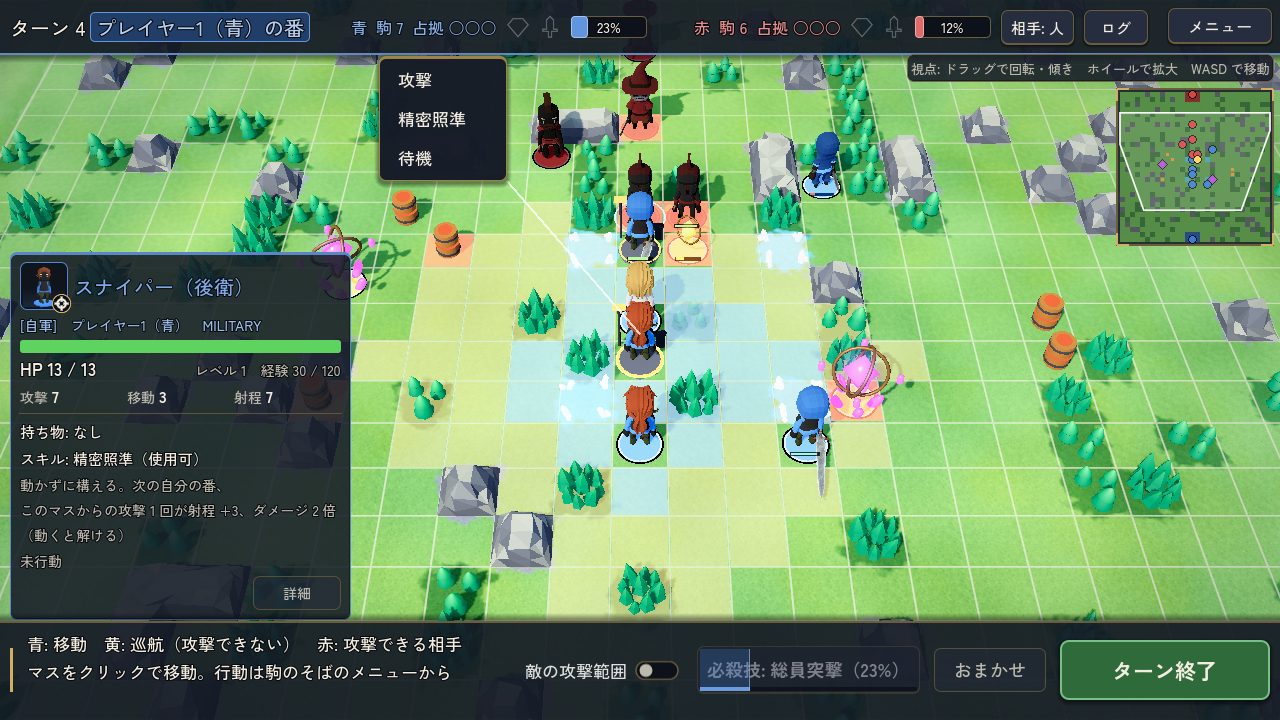 ターン 4 プレイヤー1（青）の番 青 駒 7 占拠 〇〇〇 23% 赤 駒 6 占拠 〇〇〇 12% 相手: 人 ログ メニュー
視点: ドラッグで回転・傾き ホイールで拡大 WASD で移動
攻撃
精密照準
待機
スナイパー（後衛）
[自軍] プレイヤー1（青） MILITARY
HP 13 / 13 レベル 1 経験 30 / 120
攻撃 7 移動 3 射程 7
持ち物: なし
スキル: 精密照準（使用可）
動かずに構える。次の自分の番、
このマスからの攻撃 1 回が射程 +3、ダメージ 2 倍
（動くと解ける）
未行動
詳細
青: 移動 黄: 巡航（攻撃できない） 赤: 攻撃できる相手
マスをクリックで移動。行動は駒のそばのメニューから
敵の攻撃範囲
必殺技: 総員突撃（23%）
おまかせ
ターン終了